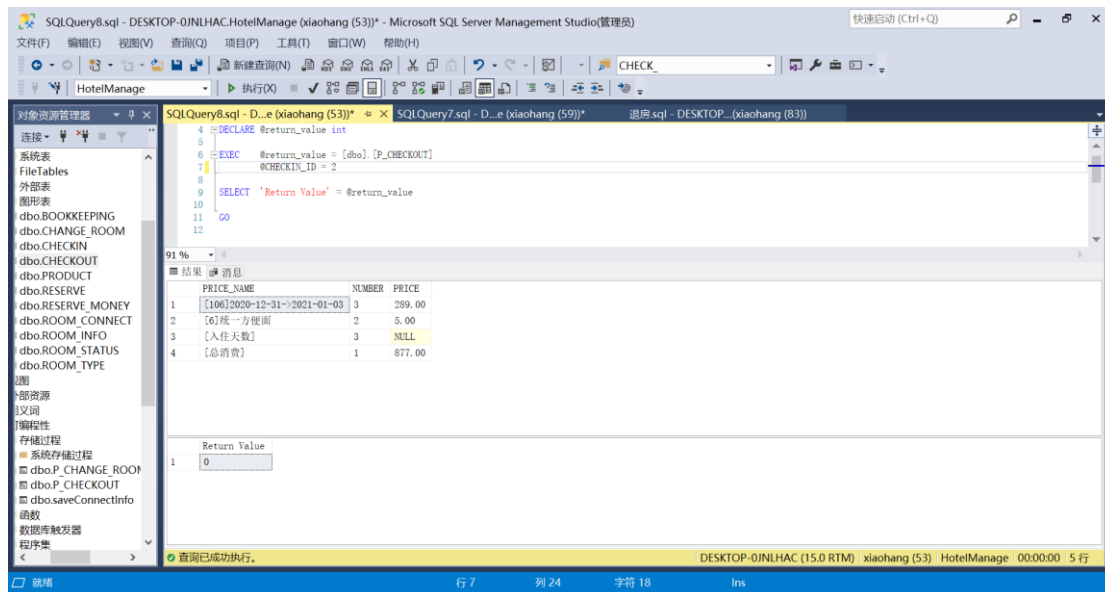 SQLQuery8.sql - DESKTOP-0JNLHAC.HotelManage (xiaohang (53))* - Microsoft SQL Server Management Studio(管理员)
快速启动 (Ctrl+Q)
文件(F) 编辑(E) 视图(V) 查询(Q) 项目(P) 工具(T) 窗口(W) 帮助(H)
新建查询(N) CHECK_
HotelManage 执行(X)
对象资源管理器
SQLQuery8.sql - D...e (xiaohang (53))* SQLQuery7.sql - D...e (xiaohang (59))* 退房.sql - DESKTOP...(xiaohang (83))
连接
系统表
FileTables
外部表
图形表
dbo.BOOKKEEPING
dbo.CHANGE_ROOM
dbo.CHECKIN
dbo.CHECKOUT
dbo.PRODUCT
dbo.RESERVE
dbo.RESERVE_MONEY
dbo.ROOM_CONNECT
dbo.ROOM_INFO
dbo.ROOM_STATUS
dbo.ROOM_TYPE
视图
外部资源
同义词
可编程性
存储过程
系统存储过程
dbo.P_CHANGE_ROOM
dbo.P_CHECKOUT
dbo.saveConnectInfo
函数
数据库触发器
程序集
4 DECLARE @return_value int
5
6 EXEC @return_value = [dbo].[P_CHECKOUT]
7 @CHECKIN_ID = 2
8
9 SELECT 'Return Value' = @return_value
10
11 GO
12
91 %
结果 消息
PRICE_NAME NUMBER PRICE
1 [106]2020-12-31->2021-01-03 3 289.00
2 [6]统一方便面 2 5.00
3 [入住天数] 3 NULL
4 [总消费] 1 877.00
Return Value
1 0
查询已成功执行。 DESKTOP-0JNLHAC (15.0 RTM) xiaohang (53) HotelManage 00:00:00 5 行
就绪 行 7 列 24 字符 18 Ins